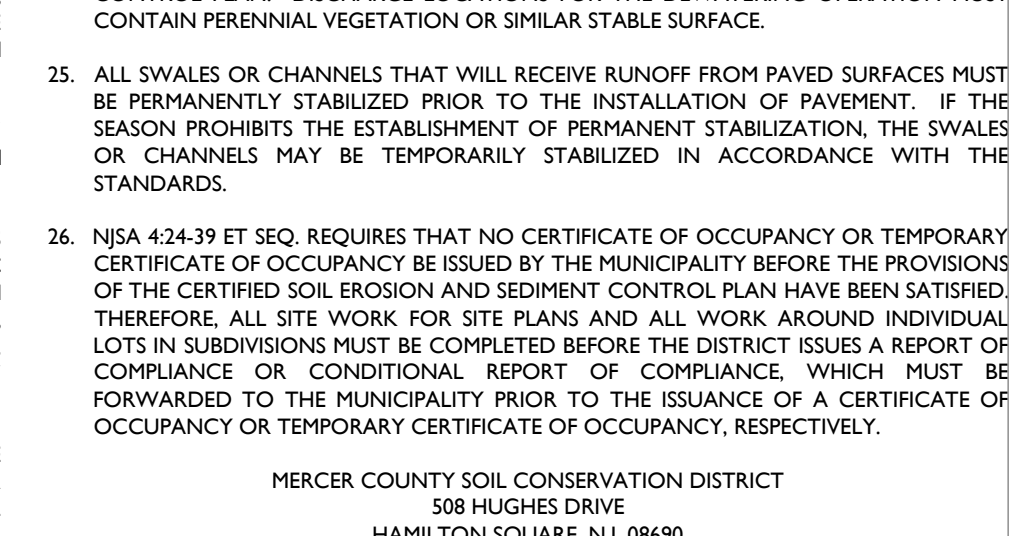 CONTROL PLAN. DISCHARGE LOCATIONS FOR THE DEWATERING OPERATION MUST
CONTAIN PERENNIAL VEGETATION OR SIMILAR STABLE SURFACE.
25. ALL SWALES OR CHANNELS THAT WILL RECEIVE RUNOFF FROM PAVED SURFACES MUST
BE PERMANENTLY STABILIZED PRIOR TO THE INSTALLATION OF PAVEMENT. IF THE
SEASON PROHIBITS THE ESTABLISHMENT OF PERMANENT STABILIZATION, THE SWALES
OR CHANNELS MAY BE TEMPORARILY STABILIZED IN ACCORDANCE WITH THE
STANDARDS.
26. NJSA 4:24-39 ET SEQ. REQUIRES THAT NO CERTIFICATE OF OCCUPANCY OR TEMPORARY
CERTIFICATE OF OCCUPANCY BE ISSUED BY THE MUNICIPALITY BEFORE THE PROVISIONS
OF THE CERTIFIED SOIL EROSION AND SEDIMENT CONTROL PLAN HAVE BEEN SATISFIED.
THEREFORE, ALL SITE WORK FOR SITE PLANS AND ALL WORK AROUND INDIVIDUAL
LOTS IN SUBDIVISIONS MUST BE COMPLETED BEFORE THE DISTRICT ISSUES A REPORT OF
COMPLIANCE OR CONDITIONAL REPORT OF COMPLIANCE, WHICH MUST BE
FORWARDED TO THE MUNICIPALITY PRIOR TO THE ISSUANCE OF A CERTIFICATE OF
OCCUPANCY OR TEMPORARY CERTIFICATE OF OCCUPANCY, RESPECTIVELY.
MERCER COUNTY SOIL CONSERVATION DISTRICT
508 HUGHES DRIVE
HAMILTON SQUARE, NJ 08690